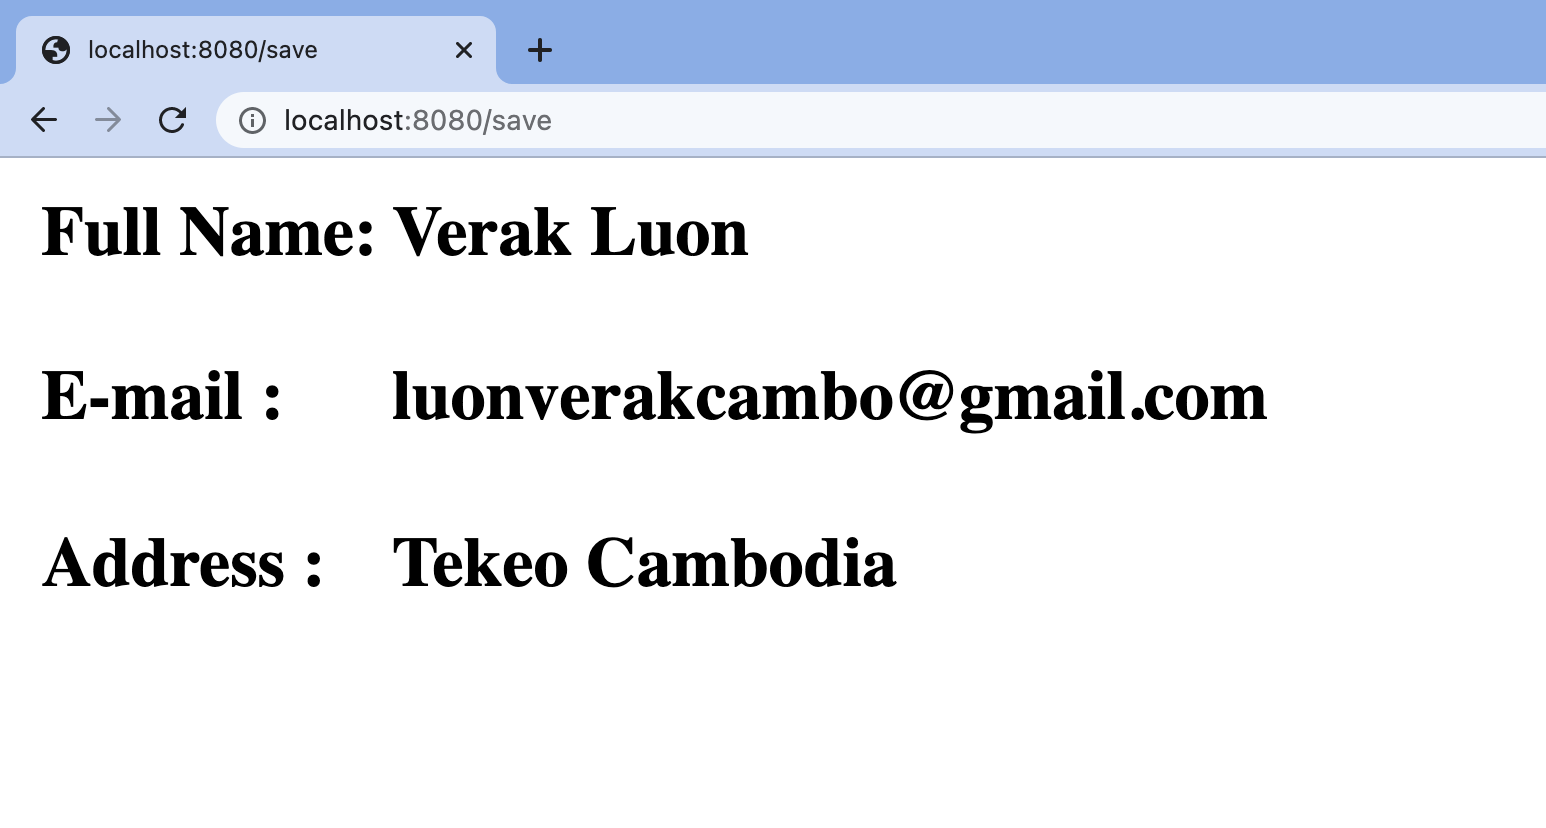 localhost:8080/save
localhost:8080/save
Full Name: Verak Luon
E-mail : luonverakcambo@gmail.com
Address : Tekeo Cambodia